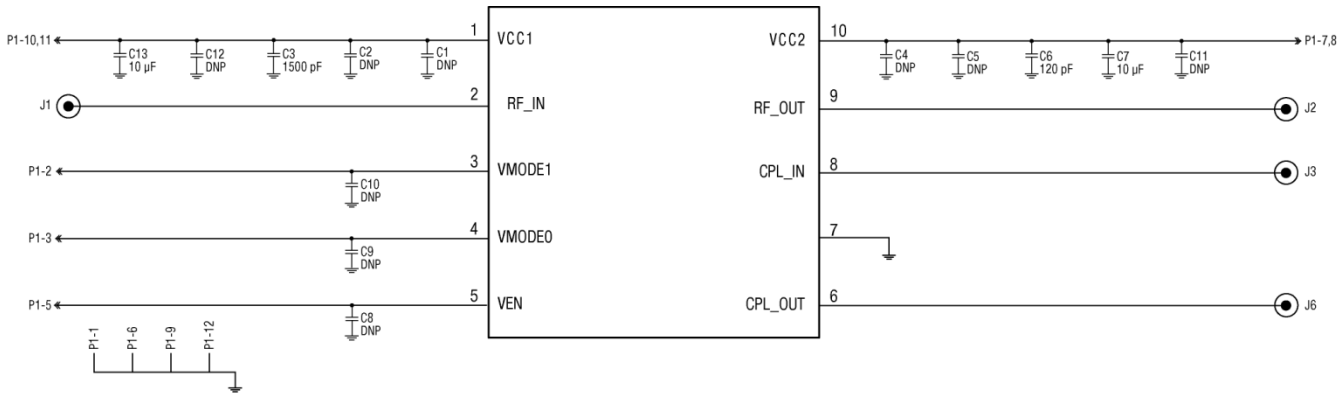 1
VCC1
VCC2
10
P1-10,11
P1-7,8
C13
10 µF
C12
DNP
C3
1500 pF
C2
DNP
C1
DNP
C4
DNP
C5
DNP
C6
120 pF
C7
10 µF
C11
DNP
J1
2
RF_IN
RF_OUT
9
J2
P1-2
3
VMODE1
CPL_IN
8
J3
C10
DNP
P1-3
4
VMODE0
7
C9
DNP
P1-5
5
VEN
CPL_OUT
6
J6
C8
DNP
P1-1
P1-6
P1-9
P1-12